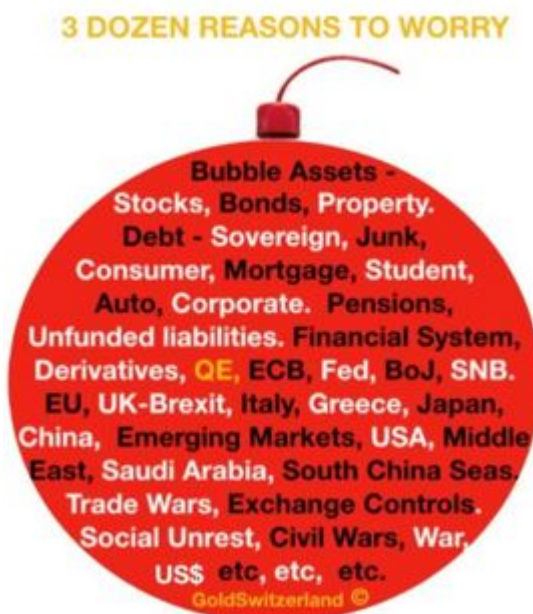 3 DOZEN REASONS TO WORRY
Bubble Assets -
Stocks, Bonds, Property.
Debt - Sovereign, Junk,
Consumer, Mortgage, Student,
Auto, Corporate. Pensions,
Unfunded liabilities. Financial System,
Derivatives, QE, ECB, Fed, BoJ, SNB.
EU, UK-Brexit, Italy, Greece, Japan,
China, Emerging Markets, USA, Middle
East, Saudi Arabia, South China Seas.
Trade Wars, Exchange Controls.
Social Unrest, Civil Wars, War,
US$ etc, etc, etc.
GoldSwitzerland ©